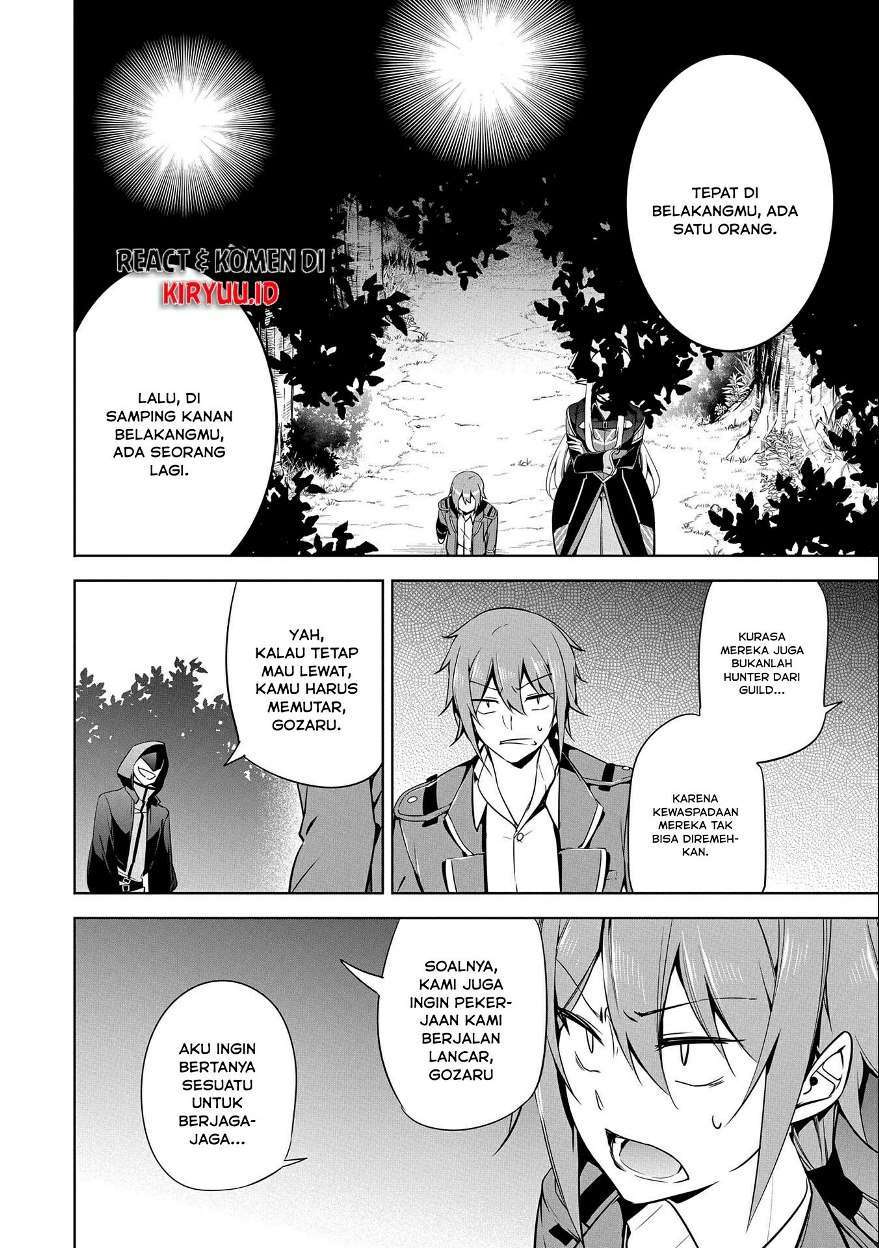 TEPAT DI
BELAKANGMU, ADA
SATU ORANG.
REACT & KOMEN DI
KIRYUU.ID
LALU, DI
SAMPING KANAN
BELAKANGMU,
ADA SEORANG
LAGI.
KURASA
MEREKA JUGA
BUKANLAH
HUNTER DARI
GUILD...
KARENA
KEWASPADAAN
MEREKA TAK
BISA DIREMEH-
KAN.
YAH,
KALAU TETAP
MAU LEWAT,
KAMU HARUS
MEMUTAR,
GOZARU.
SOALNYA,
KAMI JUGA
INGIN PEKER-
JAAN KAMI
BERJALAN
LANCAR,
GOZARU
AKU INGIN
BERTANYA
SESUATU
UNTUK
BERJAGA-
JAGA...